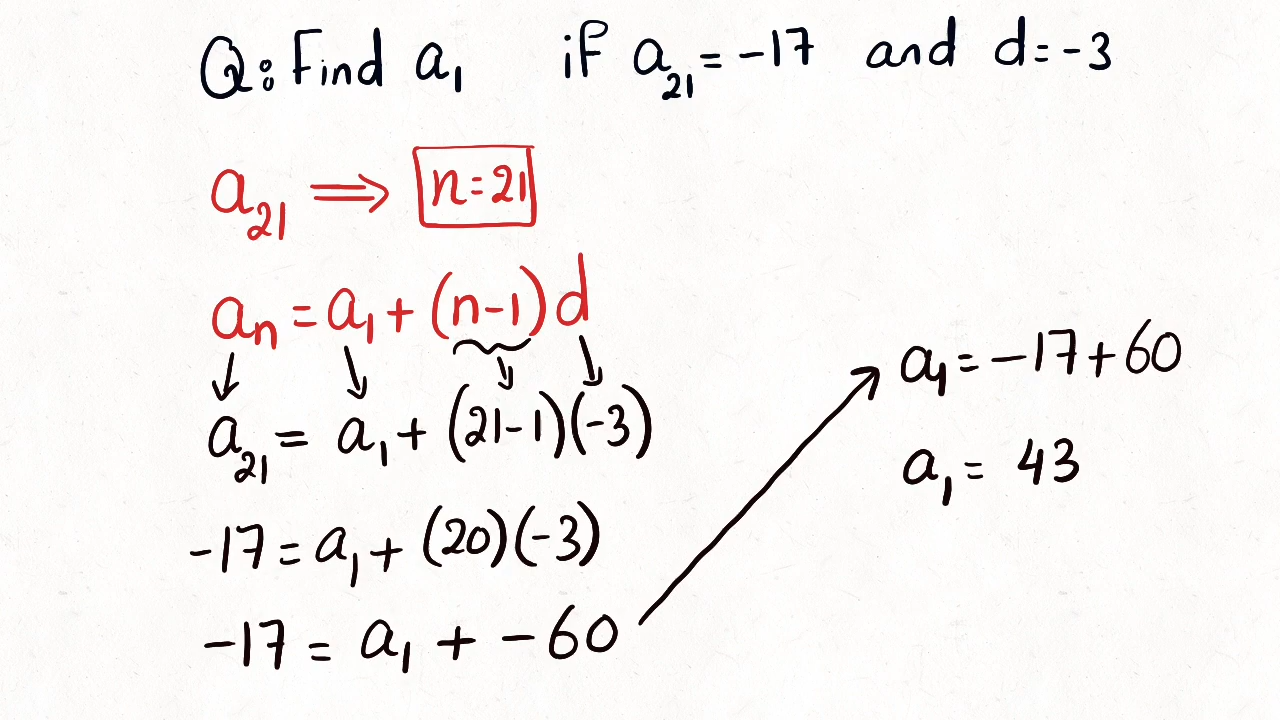 Q: Find a₁ if a₂₁ = -17 and d = -3
a₂₁ ⟹ n = 21
aₙ = a₁ + (n-1)d
a₂₁ = a₁ + (21-1)(-3)
-17 = a₁ + (20)(-3)
-17 = a₁ + -60
a₁ = -17 + 60
a₁ = 43